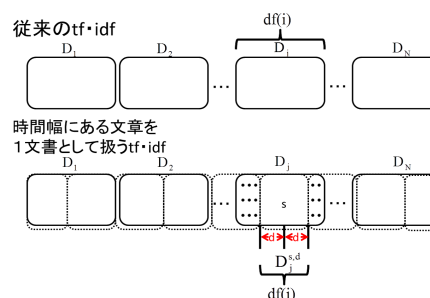 従来のtf・idf
df(i)
D1 D2 Dj DN
… …
時間幅にある文章を
1文書として扱うtf・idf
D1 D2 Dj DN
… s …
d d
Dj^s,d
df(i)